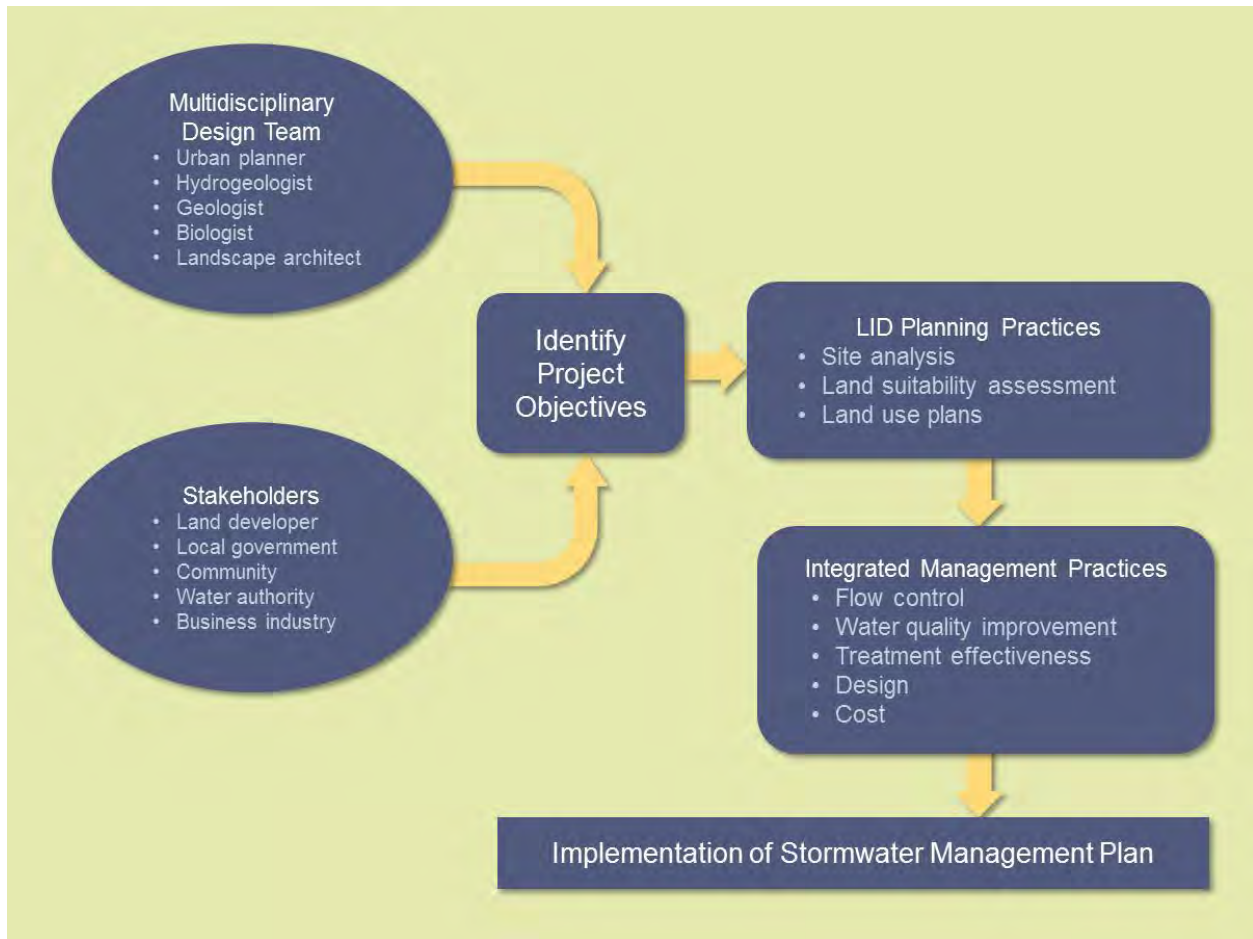 Multidisciplinary
Design Team
• Urban planner
• Hydrogeologist
• Geologist
• Biologist
• Landscape architect
Identify
Project
Objectives
LID Planning Practices
• Site analysis
• Land suitability assessment
• Land use plans
Stakeholders
• Land developer
• Local government
• Community
• Water authority
• Business industry
Integrated Management Practices
• Flow control
• Water quality improvement
• Treatment effectiveness
• Design
• Cost
Implementation of Stormwater Management Plan